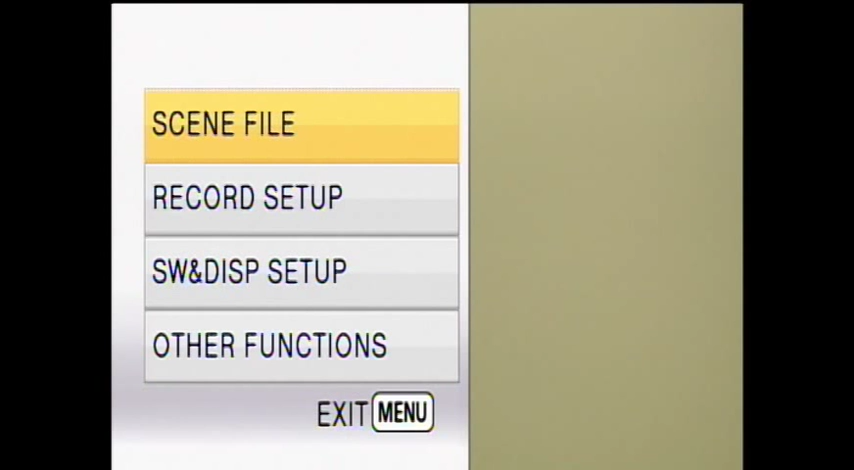 SCENE FILE
RECORD SETUP
SW&DISP SETUP
OTHER FUNCTIONS
EXIT MENU